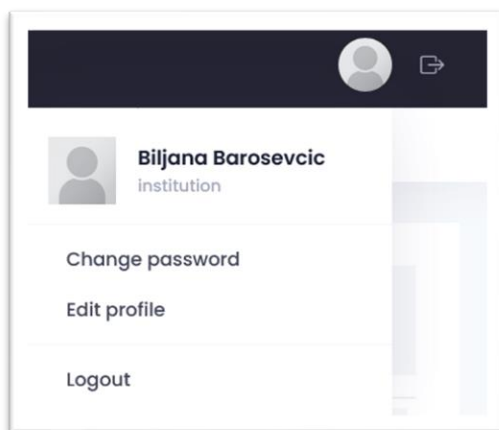 Biljana Barosevcic
institution
Change password
Edit profile
Logout